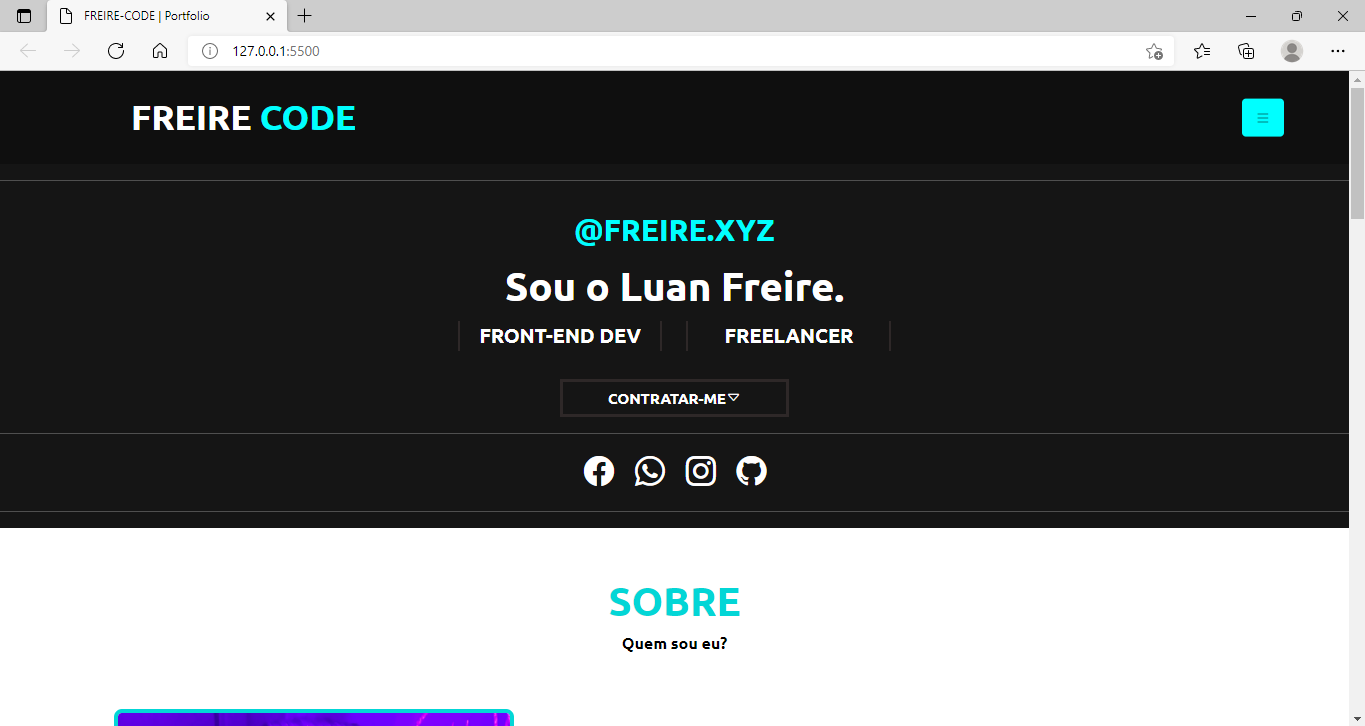 FREIRE-CODE | Portfolio
127.0.0.1:5500
FREIRE CODE
@FREIRE.XYZ
Sou o Luan Freire.
FRONT-END DEV FREELANCER
CONTRATAR-ME
SOBRE
Quem sou eu?